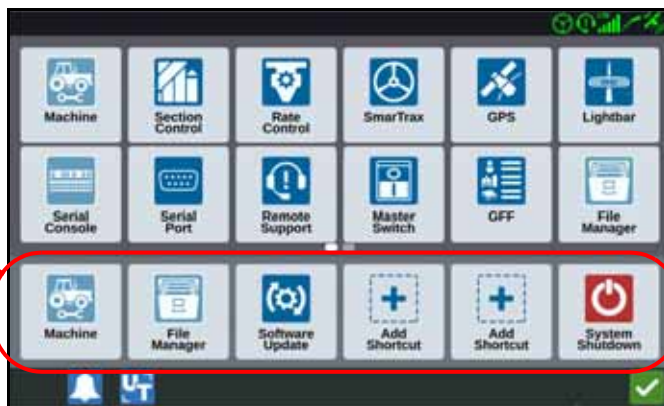 Machine
Section
Control
Rate
Control
SmarTrax
GPS
Lightbar
Serial
Console
Serial
Port
Remote
Support
Master
Switch
GFF
File
Manager
Machine
File
Manager
Software
Update
Add
Shortcut
Add
Shortcut
System
Shutdown
UT